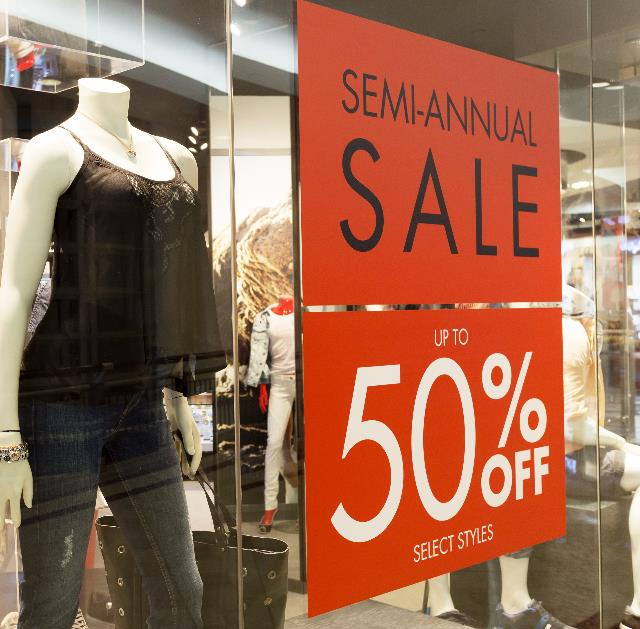 SEMI-ANNUAL
SALE
UP TO
50%
OFF
SELECT STYLES